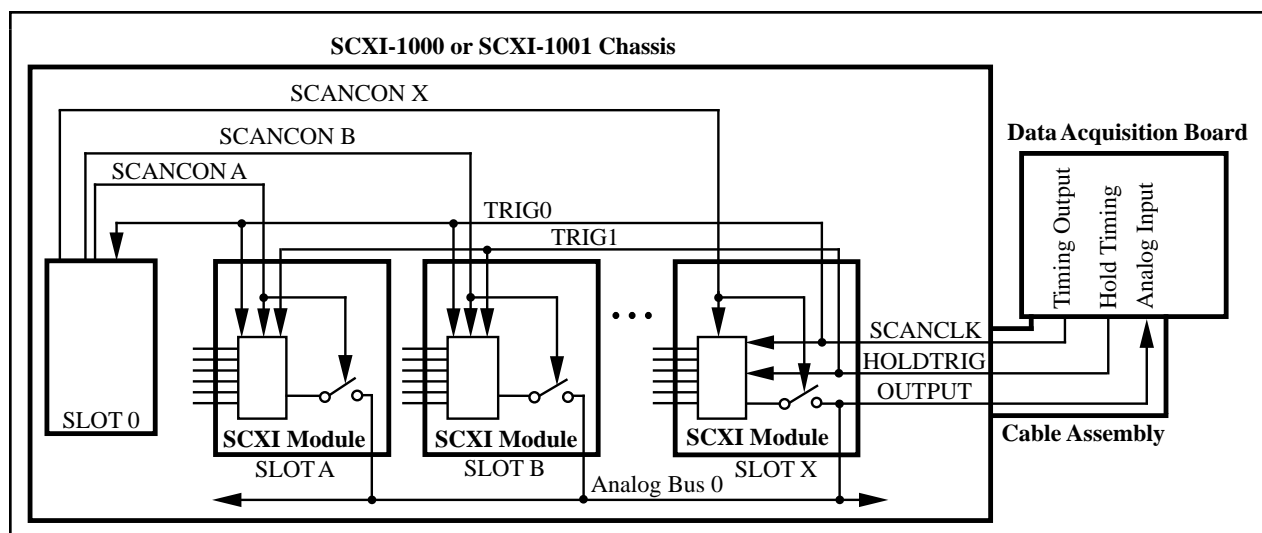 SCXI-1000 or SCXI-1001 Chassis
SCANCON X
SCANCON B
SCANCON A
TRIG0
TRIG1
Data Acquisition Board
Timing Output
Hold Timing
Analog Input
SCANCLK
HOLDTRIG
OUTPUT
Cable Assembly
SLOT 0
SCXI Module
SLOT A
SCXI Module
SLOT B
SCXI Module
SLOT X
Analog Bus 0